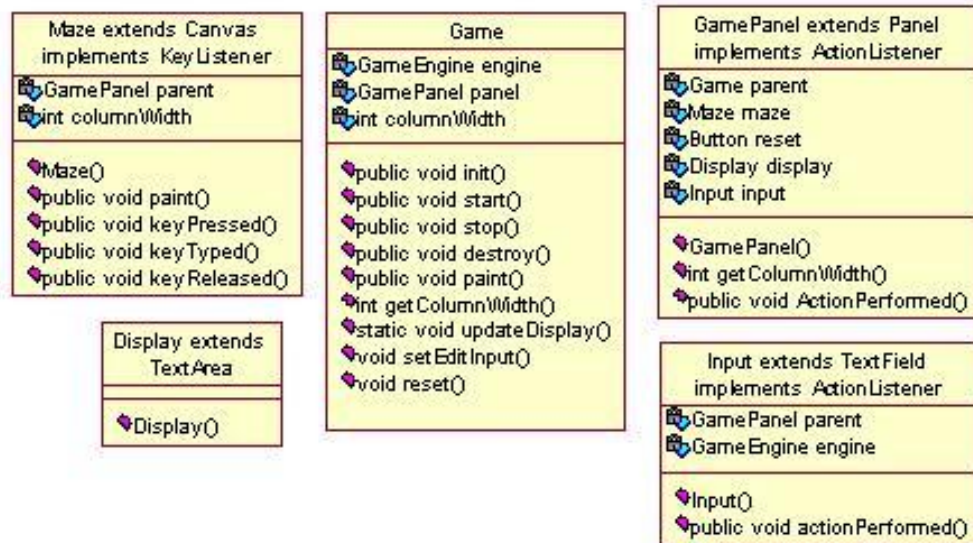 Maze extends Canvas
implements KeyListener
GamePanel parent
int columnWidth
Maze()
public void paint()
public void keyPressed()
public void keyTyped()
public void keyReleased()
Display extends
TextArea
Display()
Game
GameEngine engine
GamePanel panel
int columnWidth
public void init()
public void start()
public void stop()
public void destroy()
public void paint()
int getColumnWidth()
static void updateDisplay()
void setEditInput()
void reset()
GamePanel extends Panel
implements ActionListener
Game parent
Maze maze
Button reset
Display display
Input input
GamePanel()
int getColumnWidth()
public void ActionPerformed()
Input extends TextField
implements ActionListener
GamePanel parent
GameEngine engine
Input()
public void actionPerformed()